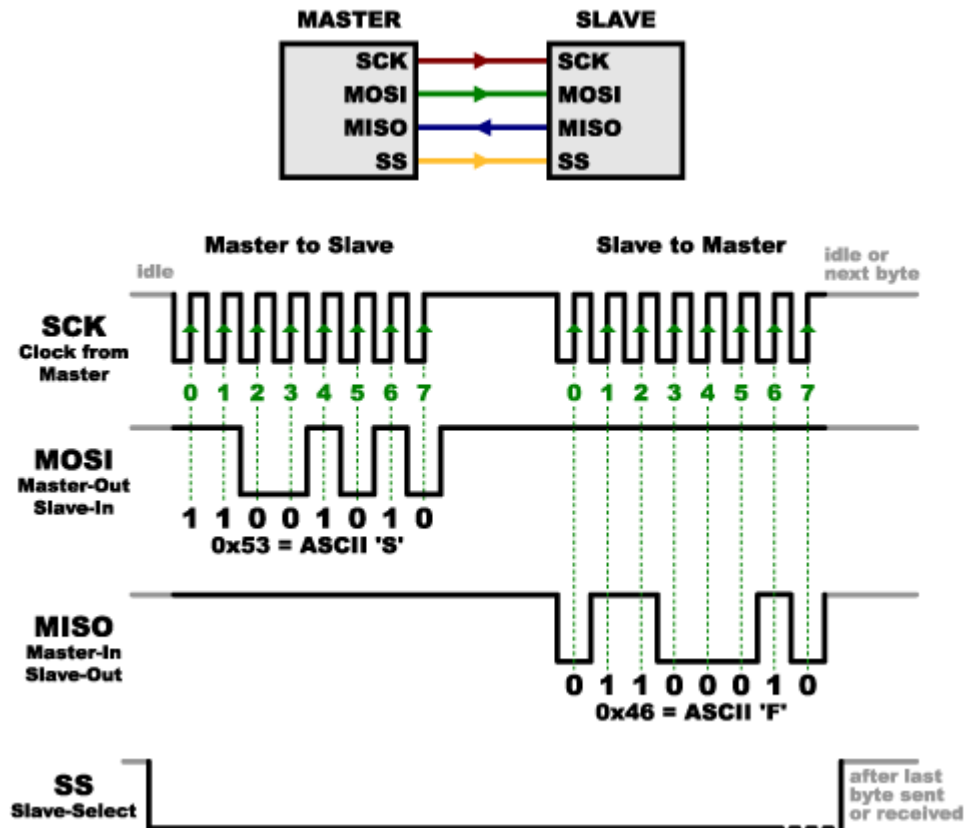 MASTER SLAVE
SCK SCK
MOSI MOSI
MISO MISO
SS SS
Master to Slave Slave to Master
idle
idle or
next byte
SCK
Clock from
Master
0 1 2 3 4 5 6 7 0 1 2 3 4 5 6 7
MOSI
Master-Out
Slave-In
1 1 0 0 1 0 1 0
0x53 = ASCII 'S'
MISO
Master-In
Slave-Out
0 1 1 0 0 0 1 0
0x46 = ASCII 'F'
SS
Slave-Select
after last
byte sent
or received